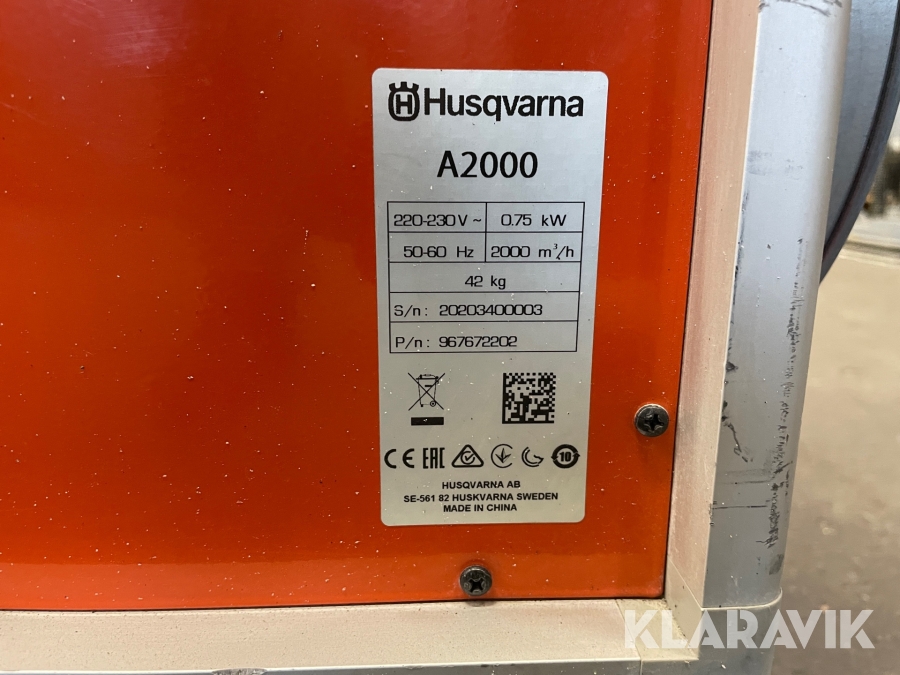 Husqvarna
A2000
220-230V ~ 0.75 kW
50-60 Hz 2000 m³/h
42 kg
S/n: 20203400003
P/n: 967672202
CE EAC 10
HUSQVARNA AB
SE-561 82 HUSKVARNA SWEDEN
MADE IN CHINA
KLARAVIK